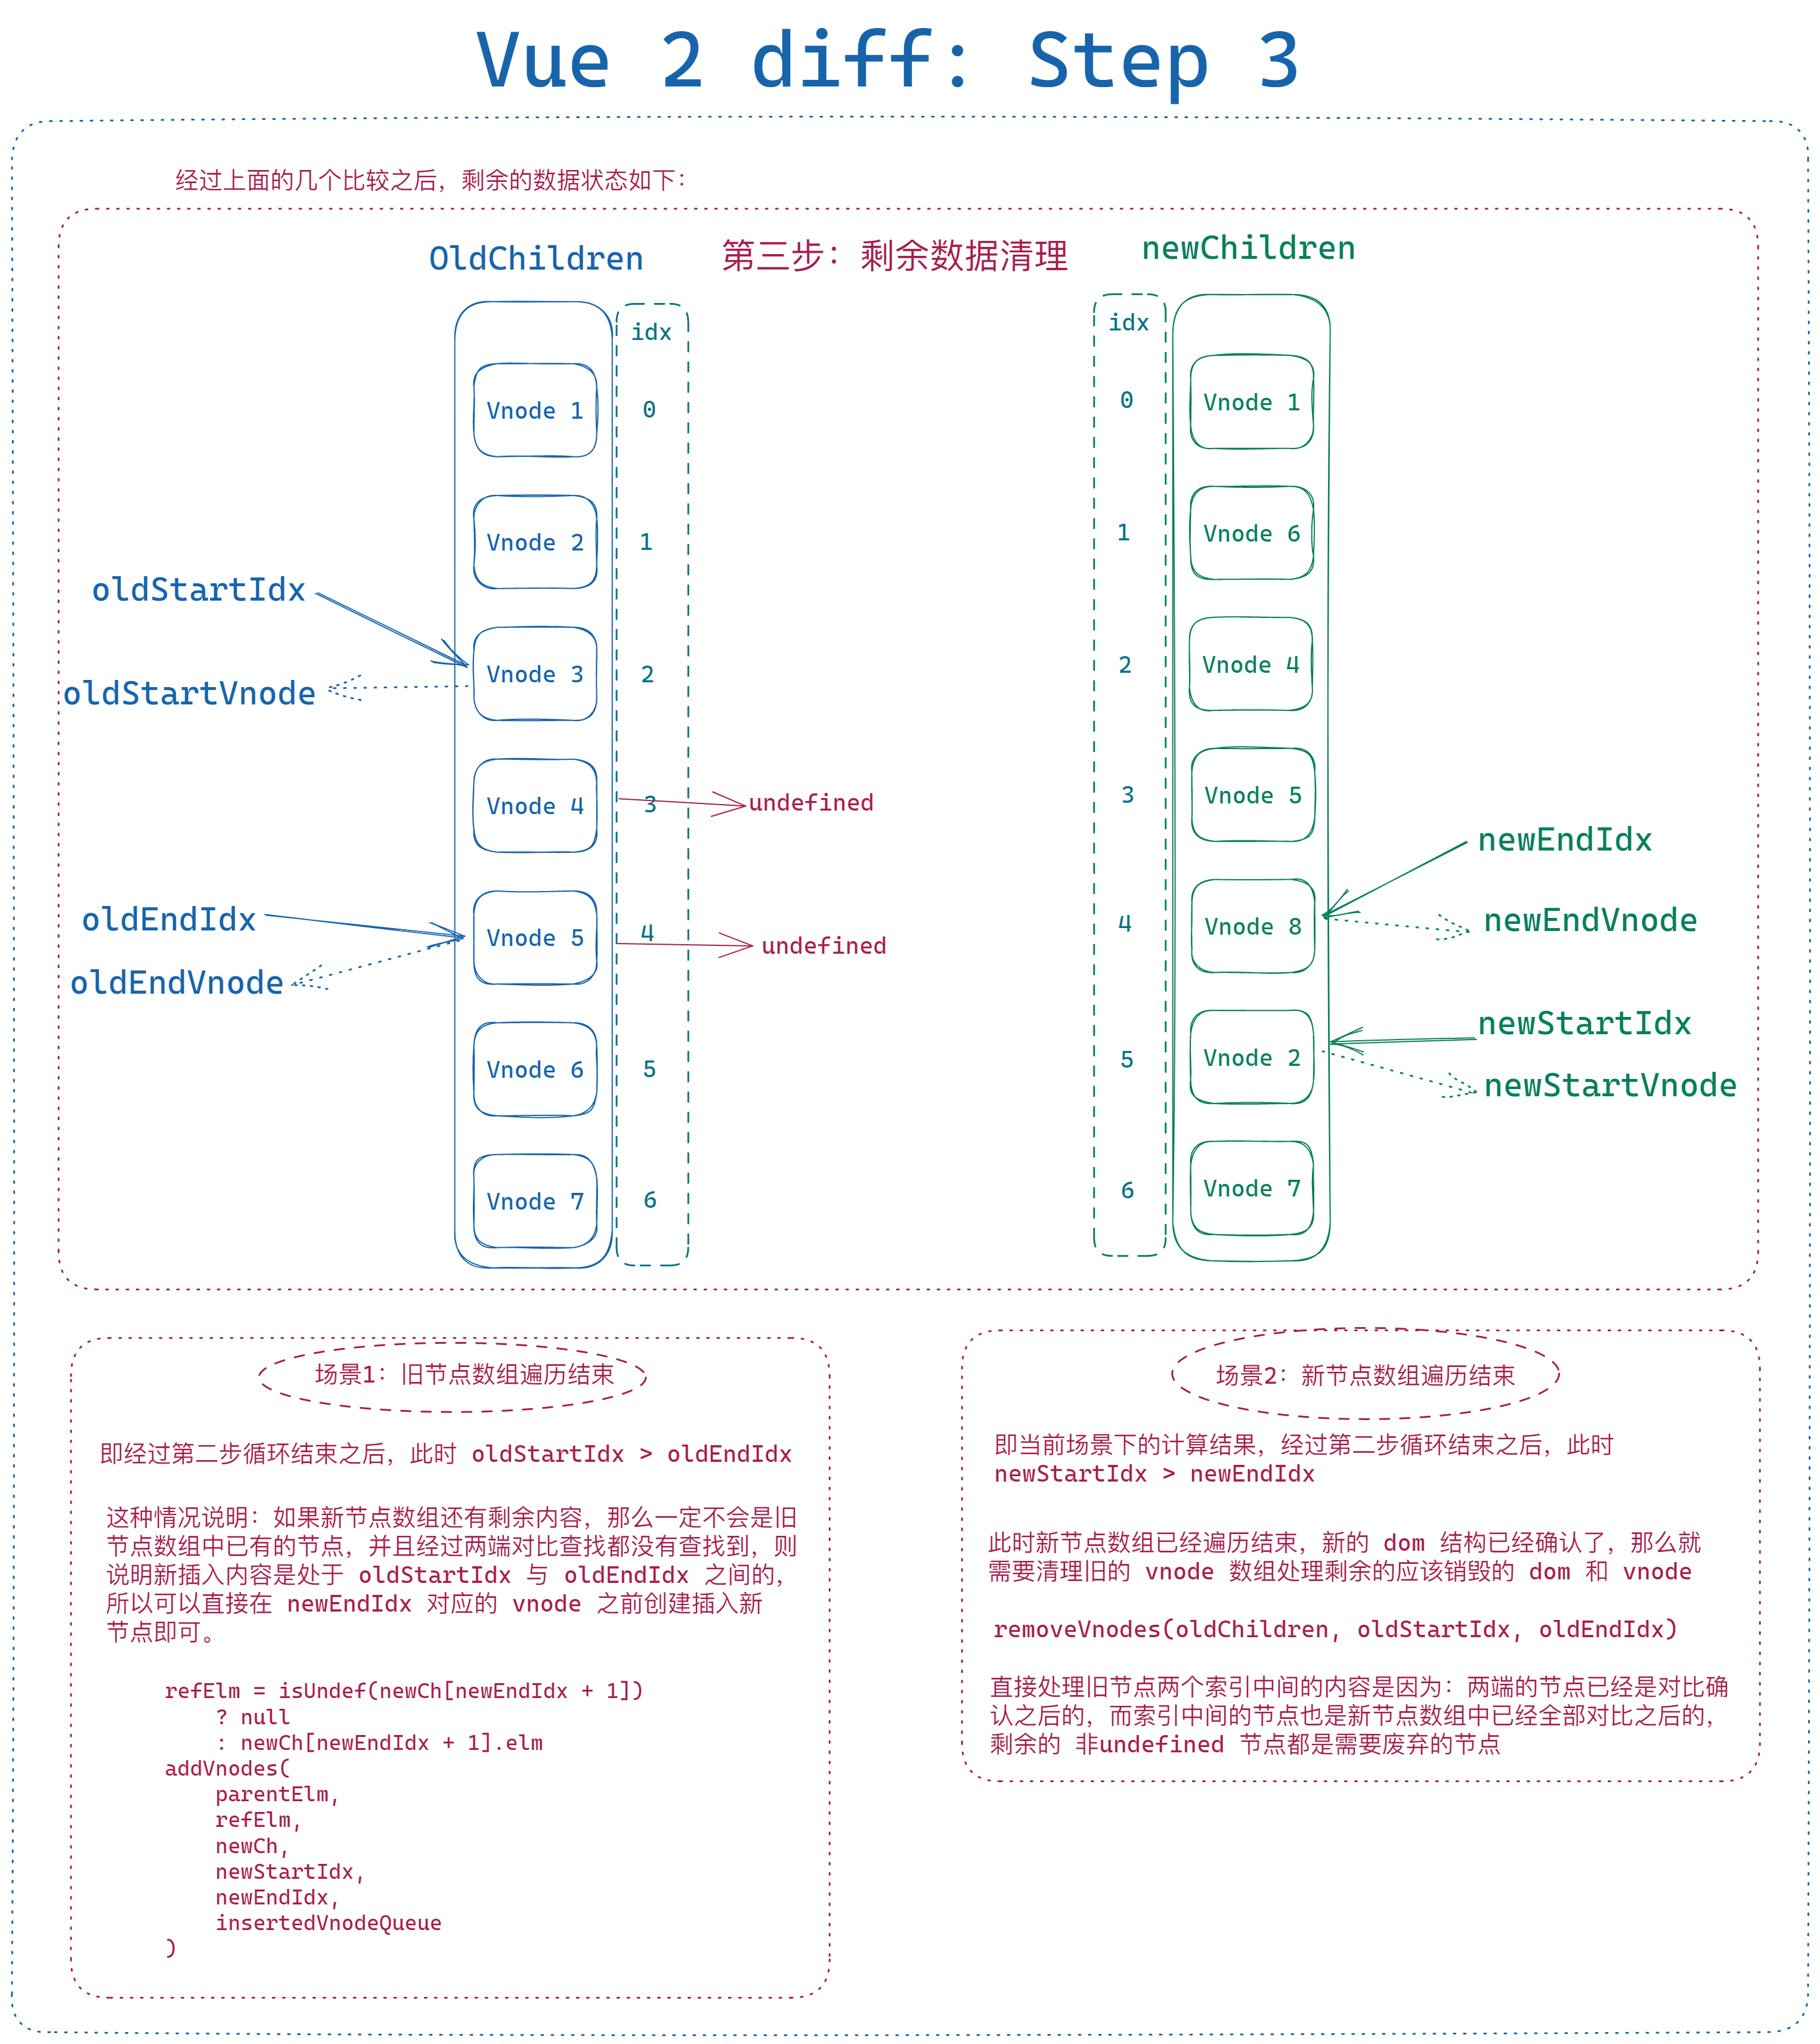 Vue 2 diff: Step 3
经过上面的几个比较之后，剩余的数据状态如下：
OldChildren
第三步：剩余数据清理
newChildren
idx
idx
Vnode 1
0
0
Vnode 1
Vnode 2
1
1
Vnode 6
oldStartIdx
Vnode 3
2
2
Vnode 4
oldStartVnode
Vnode 4
3
undefined
3
Vnode 5
newEndIdx
oldEndIdx
Vnode 5
4
undefined
4
Vnode 8
newEndVnode
oldEndVnode
newStartIdx
Vnode 6
5
5
Vnode 2
newStartVnode
Vnode 7
6
6
Vnode 7
场景1：旧节点数组遍历结束
即经过第二步循环结束之后，此时 oldStartIdx > oldEndIdx
这种情况说明：如果新节点数组还有剩余内容，那么一定不会是旧
节点数组中已有的节点，并且经过两端对比查找都没有查找到，则
说明新插入内容是处于 oldStartIdx 与 oldEndIdx 之间的，
所以可以直接在 newEndIdx 对应的 vnode 之前创建插入新
节点即可。
refElm = isUndef(newCh[newEndIdx + 1])
? null
: newCh[newEndIdx + 1].elm
addVnodes(
parentElm,
refElm,
newCh,
newStartIdx,
newEndIdx,
insertedVnodeQueue
)
场景2：新节点数组遍历结束
即当前场景下的计算结果，经过第二步循环结束之后，此时
newStartIdx > newEndIdx
此时新节点数组已经遍历结束，新的 dom 结构已经确认了，那么就
需要清理旧的 vnode 数组处理剩余的应该销毁的 dom 和 vnode
removeVnodes(oldChildren, oldStartIdx, oldEndIdx)
直接处理旧节点两个索引中间的内容是因为：两端的节点已经是对比确
认之后的，而索引中间的节点也是新节点数组中已经全部对比之后的，
剩余的 非undefined 节点都是需要废弃的节点